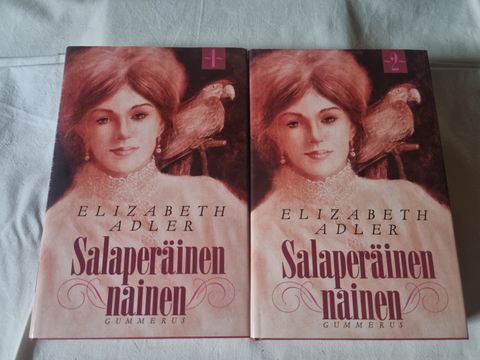 1
ELIZABETH
ADLER
Salaperäinen
nainen
GUMMERUS
2
ELIZABETH
ADLER
Salaperäinen
nainen
GUMMERUS